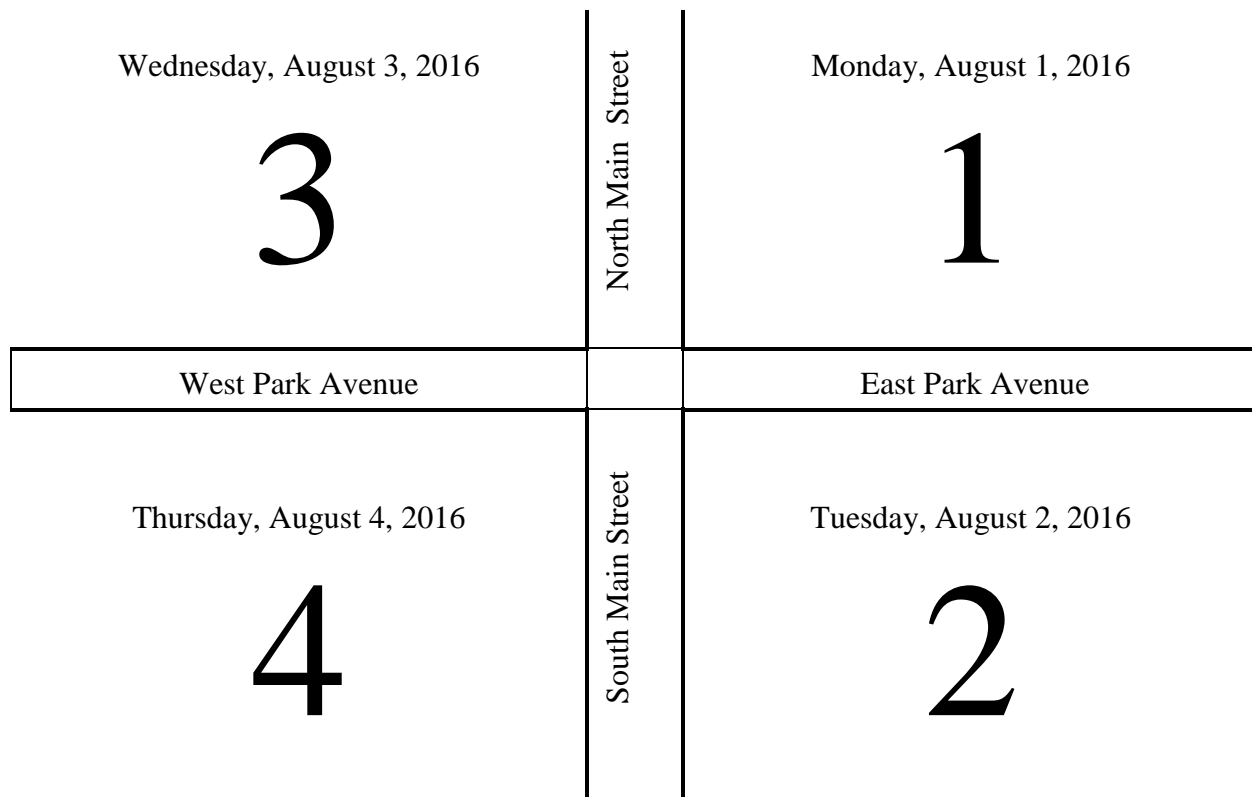 Wednesday, August 3, 2016
3
North Main Street
Monday, August 1, 2016
1
West Park Avenue
East Park Avenue
Thursday, August 4, 2016
4
South Main Street
Tuesday, August 2, 2016
2